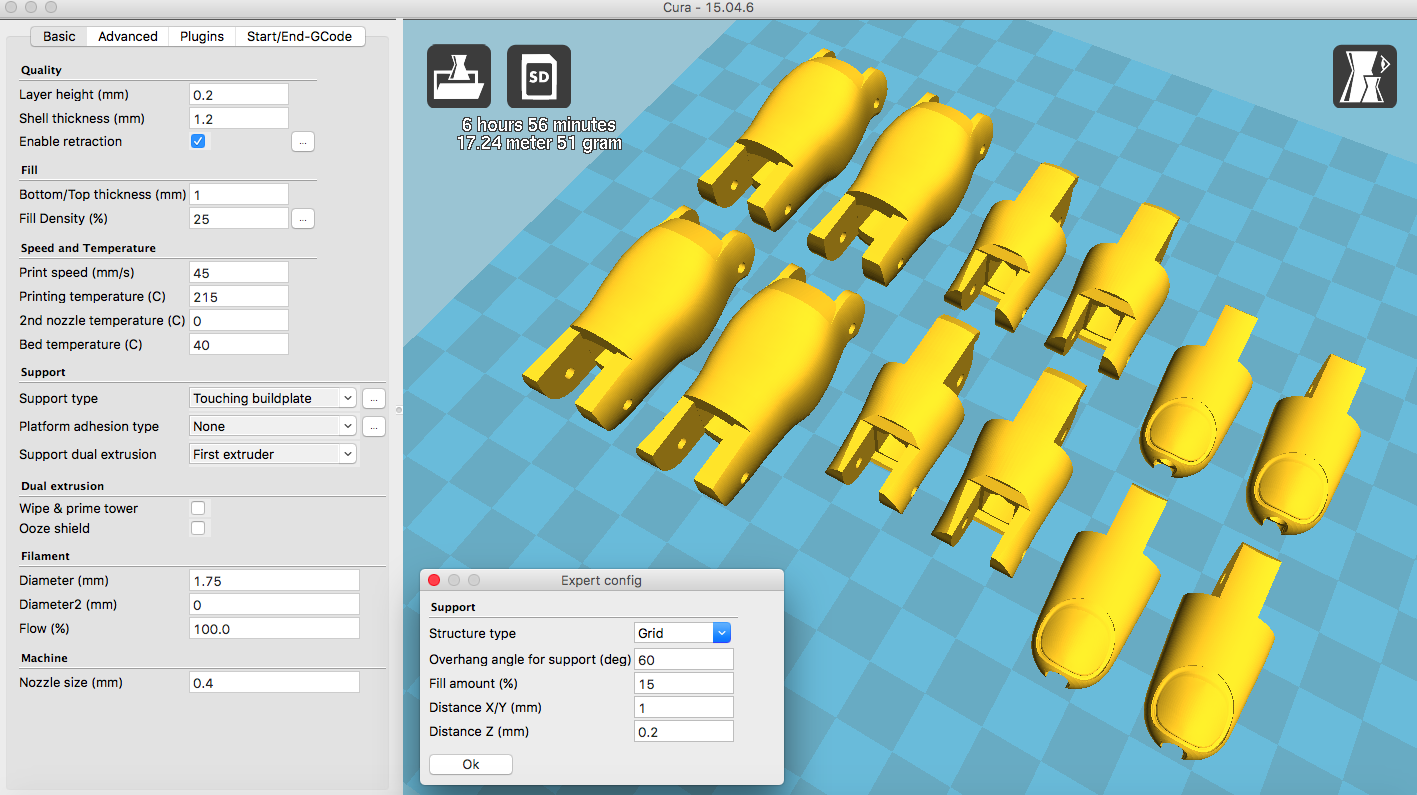 Cura - 15.04.6
Basic Advanced Plugins Start/End-GCode
Quality
Layer height (mm) 0.2
Shell thickness (mm) 1.2
Enable retraction ...
Fill
Bottom/Top thickness (mm) 1
Fill Density (%) 25 ...
Speed and Temperature
Print speed (mm/s) 45
Printing temperature (C) 215
2nd nozzle temperature (C) 0
Bed temperature (C) 40
Support
Support type Touching buildplate ...
Platform adhesion type None ...
Support dual extrusion First extruder
Dual extrusion
Wipe & prime tower
Ooze shield
Filament
Diameter (mm) 1.75
Diameter2 (mm) 0
Flow (%) 100.0
Machine
Nozzle size (mm) 0.4
SD
6 hours 56 minutes
17.24 meter 51 gram
Expert config
Support
Structure type Grid
Overhang angle for support (deg) 60
Fill amount (%) 15
Distance X/Y (mm) 1
Distance Z (mm) 0.2
Ok